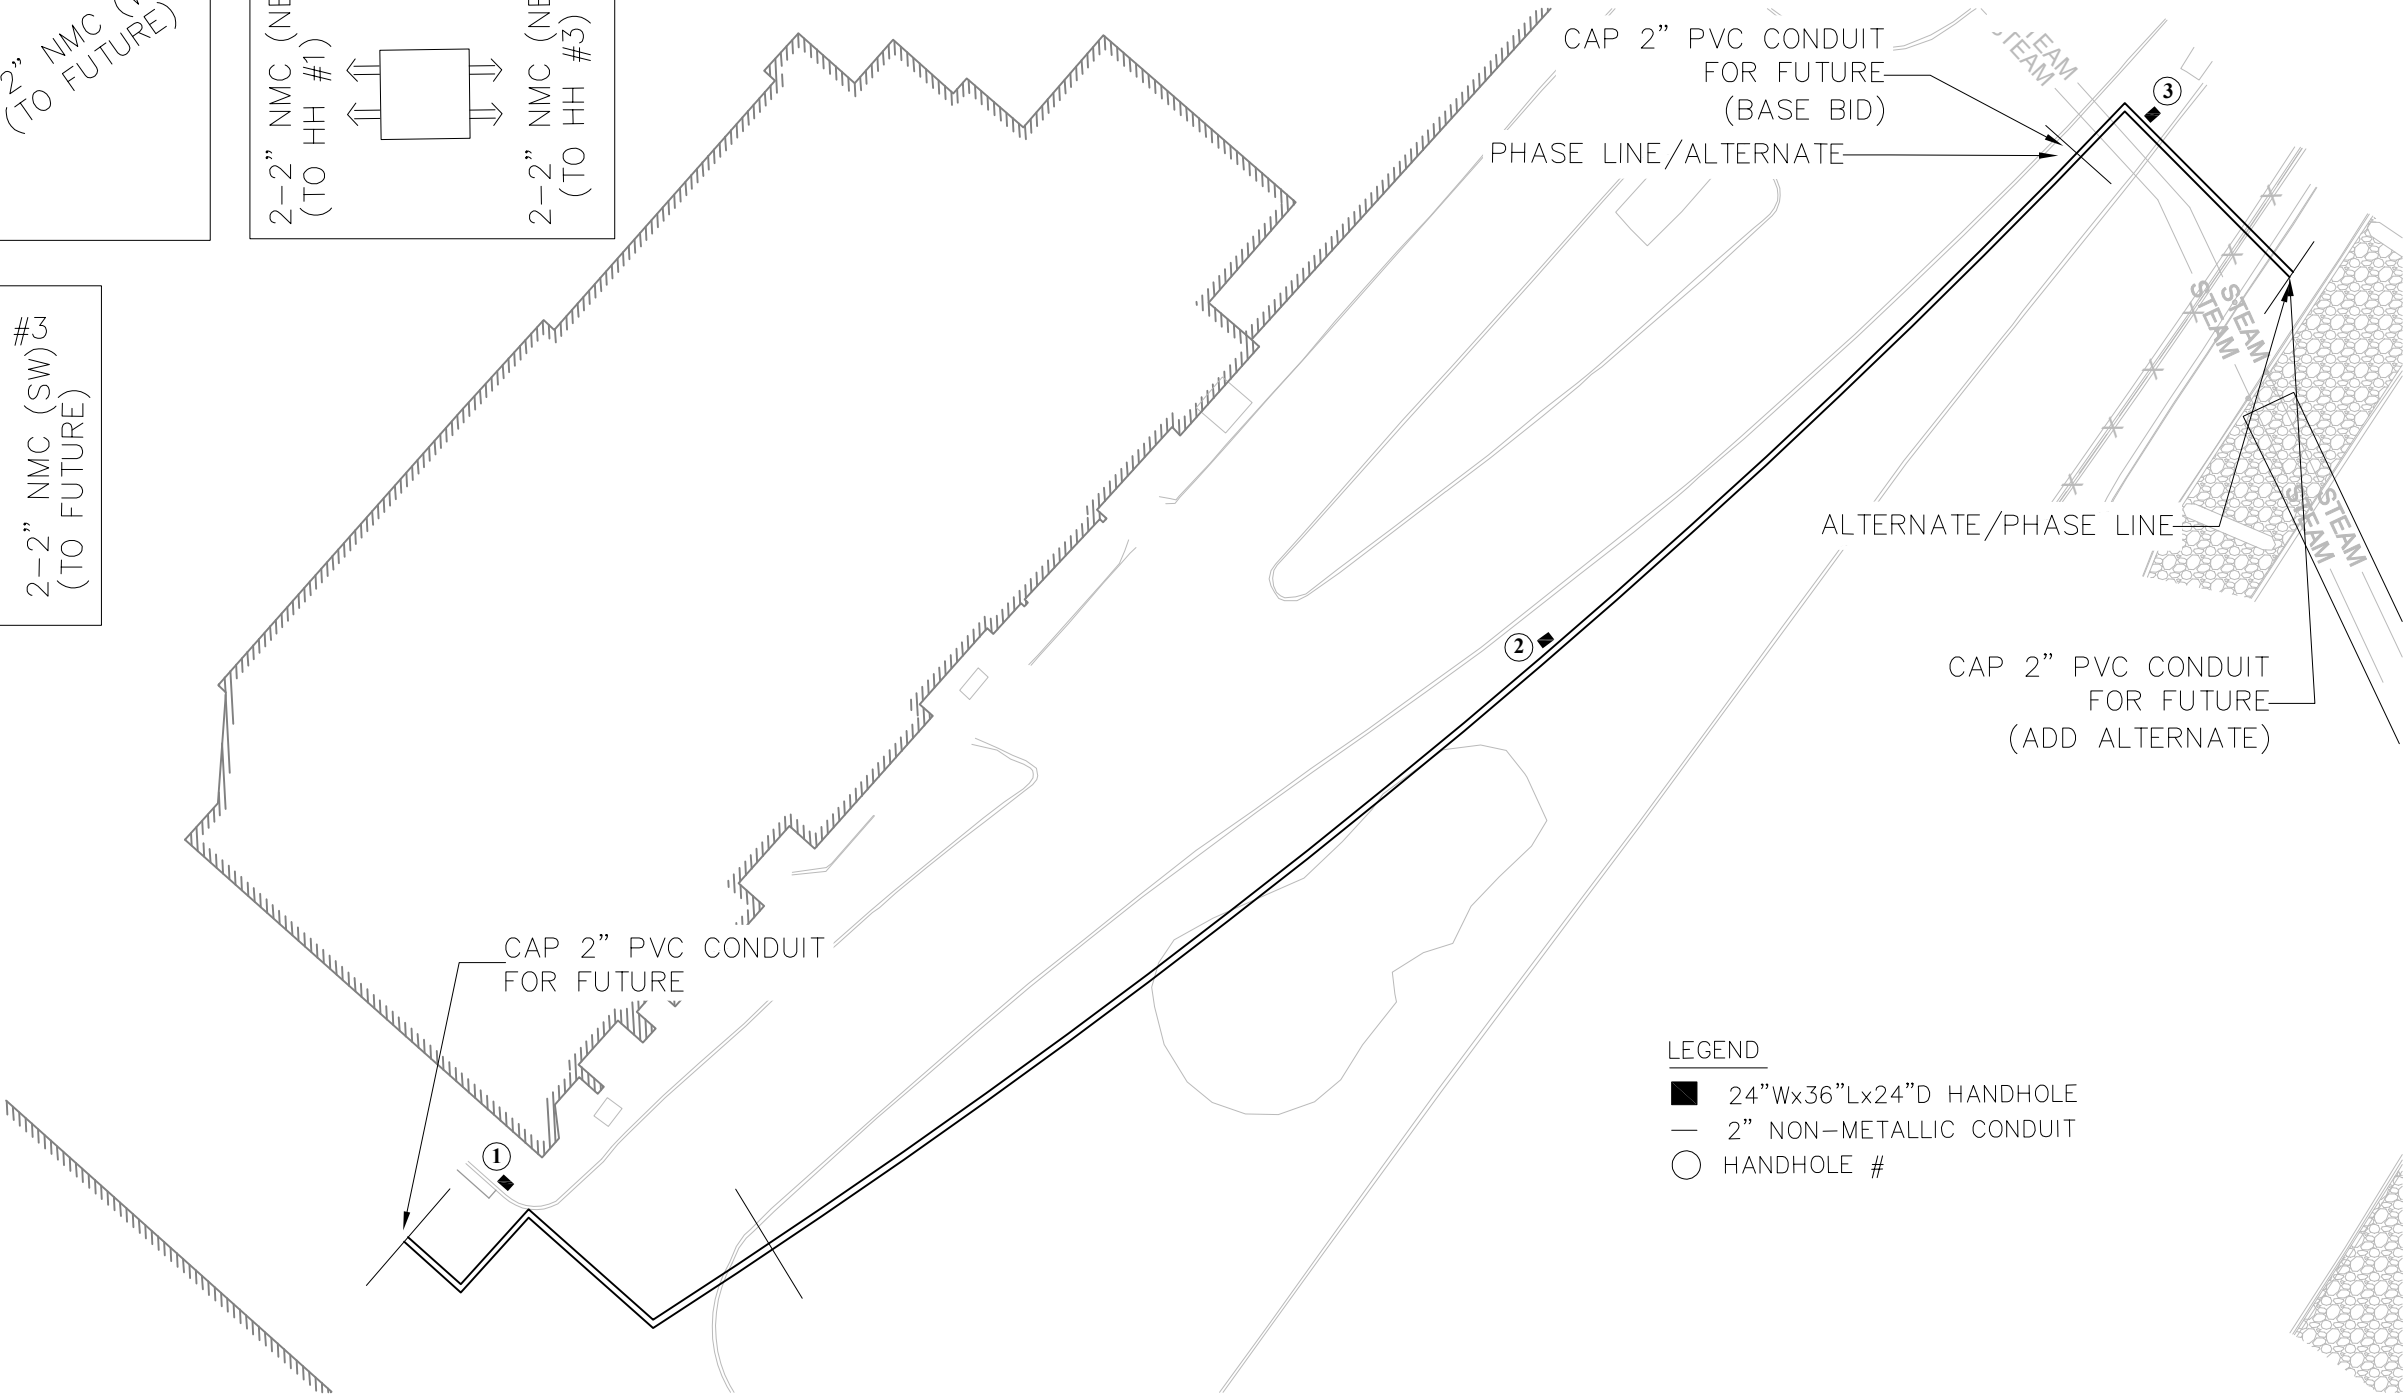 2" NMC
(TO FUTURE)
2-2" NMC (NE
(TO HH #1)
2-2" NMC (NE
(TO HH #3)
#3
2-2" NMC (SW)
(TO FUTURE)
CAP 2" PVC CONDUIT
FOR FUTURE
(BASE BID)
PHASE LINE/ALTERNATE
STEAM
STEAM
3
STEAM
STEAM
ALTERNATE/PHASE LINE
STEAM
STEAM
2
CAP 2" PVC CONDUIT
FOR FUTURE
(ADD ALTERNATE)
CAP 2" PVC CONDUIT
FOR FUTURE
1
LEGEND
24"Wx36"Lx24"D HANDHOLE
2" NON-METALLIC CONDUIT
HANDHOLE #